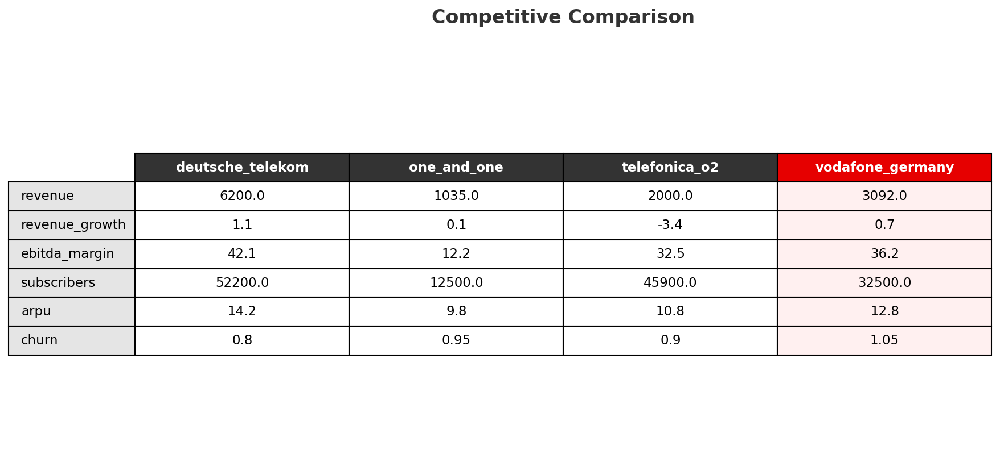 Competitive Comparison
deutsche_telekom one_and_one telefonica_o2 vodafone_germany
revenue 6200.0 1035.0 2000.0 3092.0
revenue_growth 1.1 0.1 -3.4 0.7
ebitda_margin 42.1 12.2 32.5 36.2
subscribers 52200.0 12500.0 45900.0 32500.0
arpu 14.2 9.8 10.8 12.8
churn 0.8 0.95 0.9 1.05